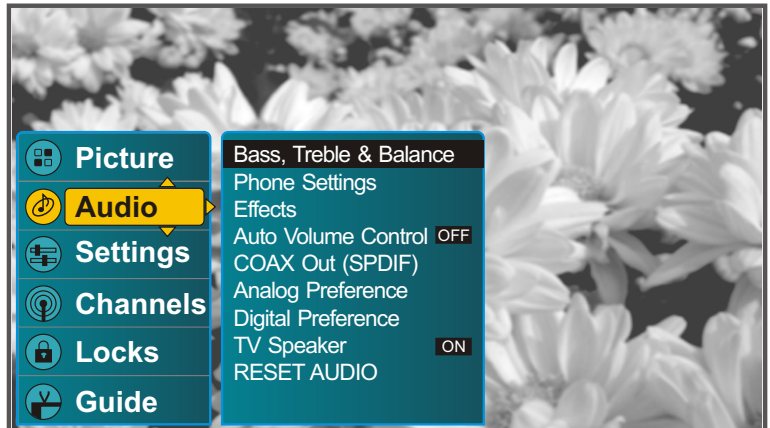 Picture
Audio
Settings
Channels
Locks
Guide
Bass, Treble & Balance
Phone Settings
Effects
Auto Volume Control OFF
COAX Out (SPDIF)
Analog Preference
Digital Preference
TV Speaker ON
RESET AUDIO